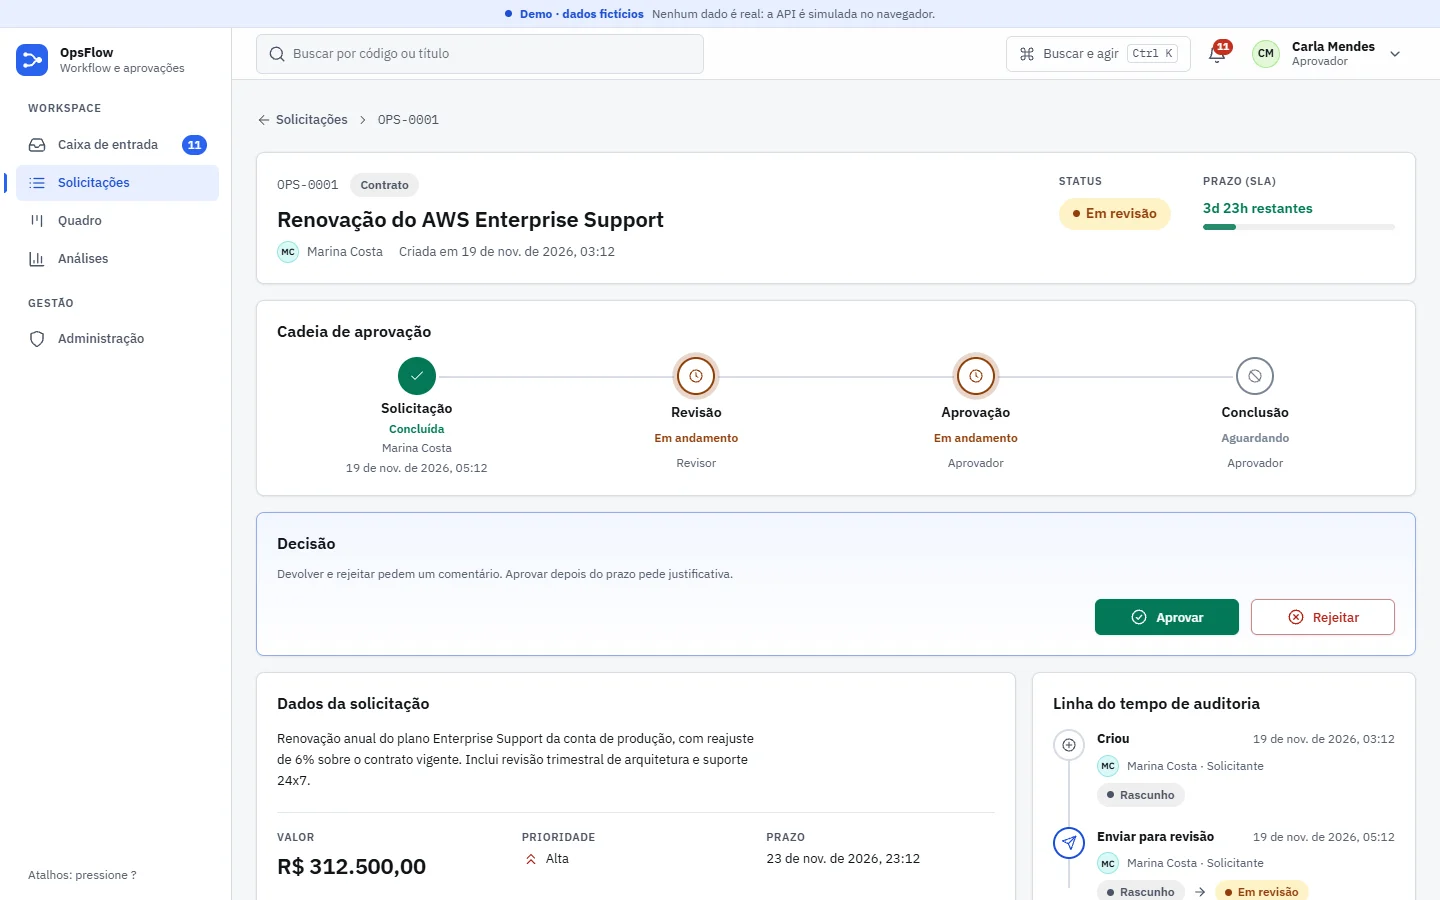 Demo · dados fictícios Nenhum dado é real: a API é simulada no navegador.
OpsFlow
Workflow e aprovações
WORKSPACE
Caixa de entrada 11
Solicitações
Quadro
Análises
GESTÃO
Administração
Atalhos: pressione ?
Buscar por código ou título
Buscar e agir Ctrl K
11
CM
Carla Mendes
Aprovador
Solicitações OPS-0001
OPS-0001 Contrato
Renovação do AWS Enterprise Support
MC Marina Costa Criada em 19 de nov. de 2026, 03:12
STATUS
Em revisão
PRAZO (SLA)
3d 23h restantes
Cadeia de aprovação
Solicitação
Concluída
Marina Costa
19 de nov. de 2026, 05:12
Revisão
Em andamento
Revisor
Aprovação
Em andamento
Aprovador
Conclusão
Aguardando
Aprovador
Decisão
Devolver e rejeitar pedem um comentário. Aprovar depois do prazo pede justificativa.
Aprovar
Rejeitar
Dados da solicitação
Renovação anual do plano Enterprise Support da conta de produção, com reajuste
de 6% sobre o contrato vigente. Inclui revisão trimestral de arquitetura e suporte
24x7.
VALOR
R$ 312.500,00
PRIORIDADE
Alta
PRAZO
23 de nov. de 2026, 23:12
Linha do tempo de auditoria
Criou 19 de nov. de 2026, 03:12
MC Marina Costa · Solicitante
Rascunho
Enviar para revisão 19 de nov. de 2026, 05:12
MC Marina Costa · Solicitante
Rascunho Em revisão